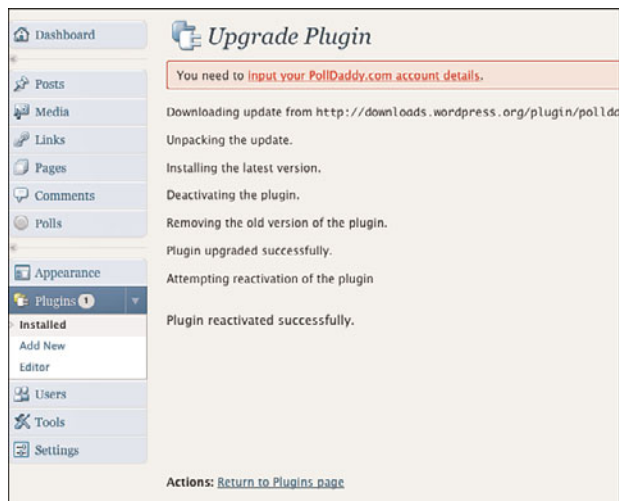 Dashboard
Posts
Media
Links
Pages
Comments
Polls
Appearance
Plugins 1
Installed
Add New
Editor
Users
Tools
Settings
Upgrade Plugin
You need to input your PollDaddy.com account details.
Downloading update from http://downloads.wordpress.org/plugin/polldd
Unpacking the update.
Installing the latest version.
Deactivating the plugin.
Removing the old version of the plugin.
Plugin upgraded successfully.
Attempting reactivation of the plugin
Plugin reactivated successfully.
Actions: Return to Plugins page